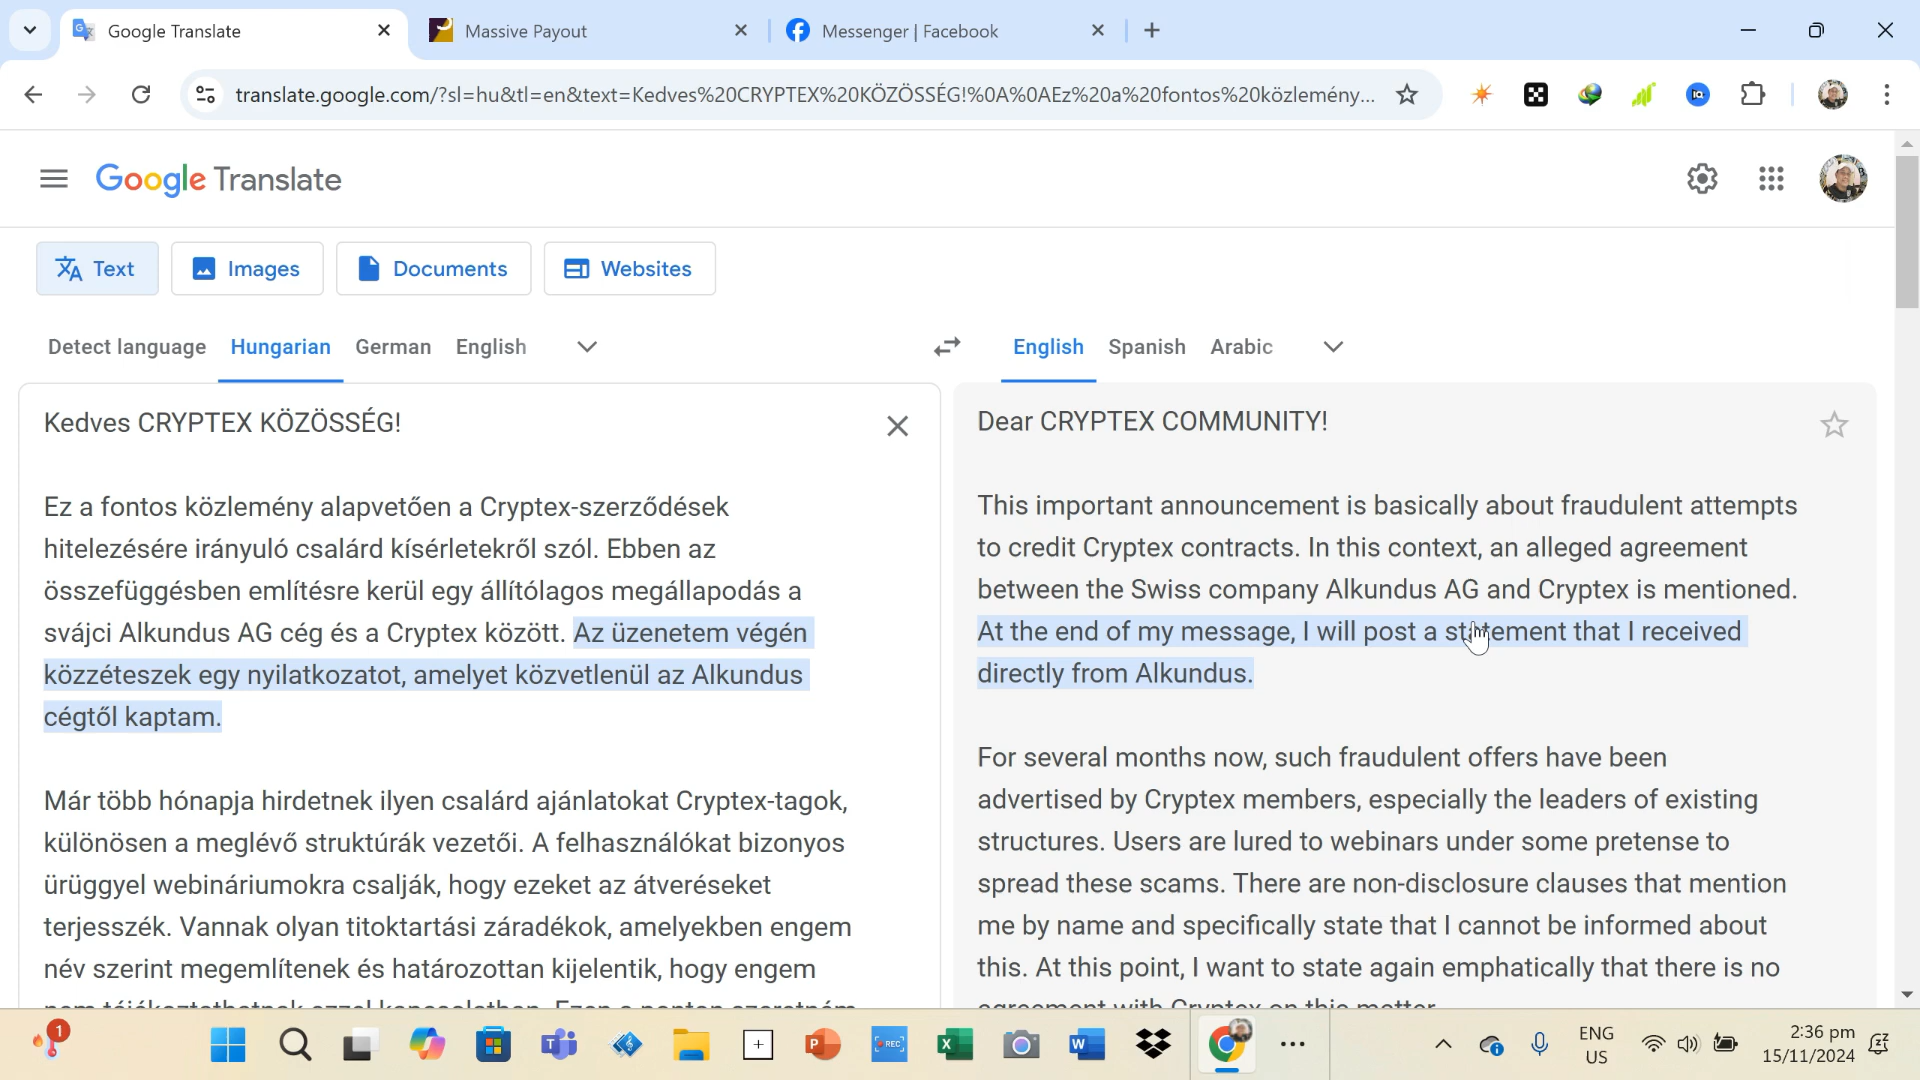 Google Translate
Massive Payout
Messenger | Facebook
translate.google.com/?sl=hu&tl=en&text=Kedves%20CRYPTEX%20KÖZÖSSÉG!%0A%0AEz%20a%20fontos%20közlemény...
Google Translate
Text
Images
Documents
Websites
Detect language
Hungarian
German
English
English
Spanish
Arabic
Kedves CRYPTEX KÖZÖSSÉG!
Ez a fontos közlemény alapvetően a Cryptex-szerződések
hitelezésére irányuló csalárd kísérletekről szól. Ebben az
összefüggésben említésre kerül egy állítólagos megállapodás a
svájci Alkundus AG cég és a Cryptex között. Az üzenetem végén
közzéteszek egy nyilatkozatot, amelyet közvetlenül az Alkundus
cégtől kaptam.
Már több hónapja hirdetnek ilyen csalárd ajánlatokat Cryptex-tagok,
különösen a meglévő struktúrák vezetői. A felhasználókat bizonyos
ürüggyel webináriumokra csalják, hogy ezeket az átveréseket
terjesszék. Vannak olyan titoktartási záradékok, amelyekben engem
név szerint megemlítenek és határozottan kijelentik, hogy engem
Dear CRYPTEX COMMUNITY!
This important announcement is basically about fraudulent attempts
to credit Cryptex contracts. In this context, an alleged agreement
between the Swiss company Alkundus AG and Cryptex is mentioned.
At the end of my message, I will post a statement that I received
directly from Alkundus.
For several months now, such fraudulent offers have been
advertised by Cryptex members, especially the leaders of existing
structures. Users are lured to webinars under some pretense to
spread these scams. There are non-disclosure clauses that mention
me by name and specifically state that I cannot be informed about
this. At this point, I want to state again emphatically that there is no
agreement with Cryptex on this matter.
1
REC
ENG
US
2:36 pm
15/11/2024